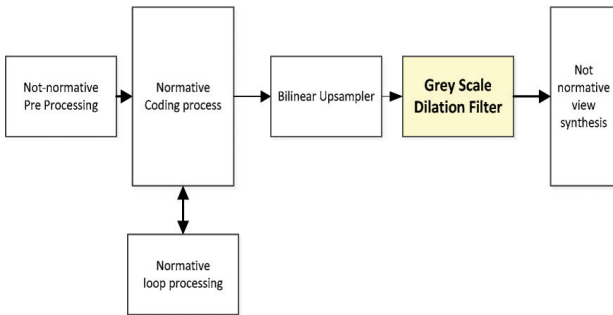 Not-normative
Pre Processing
Normative
Coding process
Bilinear Upsampler
Grey Scale
Dilation Filter
Not
normative
view
synthesis
Normative
loop processing